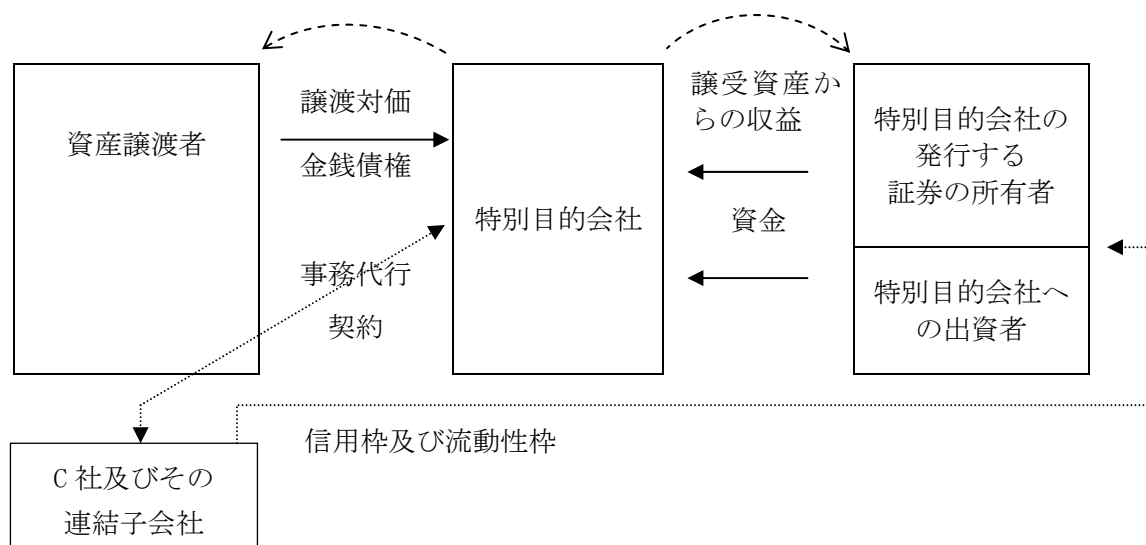 資産譲渡者
譲渡対価
金銭債権
事務代行
契約
特別目的会社
譲受資産か
らの収益
資金
特別目的会社の
発行する
証券の所有者
特別目的会社へ
の出資者
信用枠及び流動性枠
C 社及びその
連結子会社